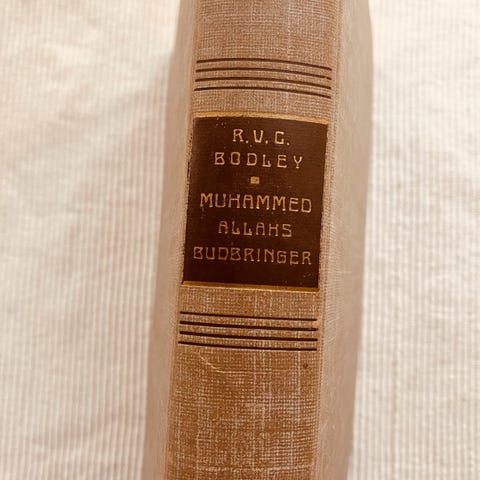 R.V.C.
BODLEY
MUHAMMED
ALLAHS
BUDBRINGER